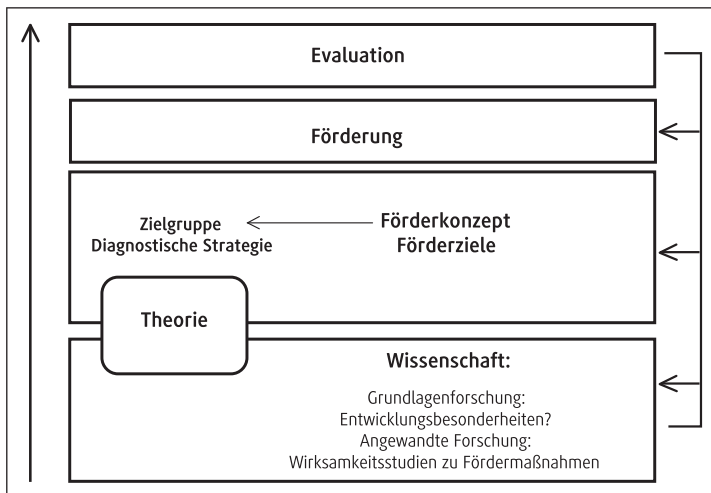 Evaluation
Förderung
Zielgruppe
Diagnostische Strategie
Förderkonzept
Förderziele
Theorie
Wissenschaft:
Grundlagenforschung:
Entwicklungsbesonderheiten?
Angewandte Forschung:
Wirksamkeitsstudien zu Fördermaßnahmen